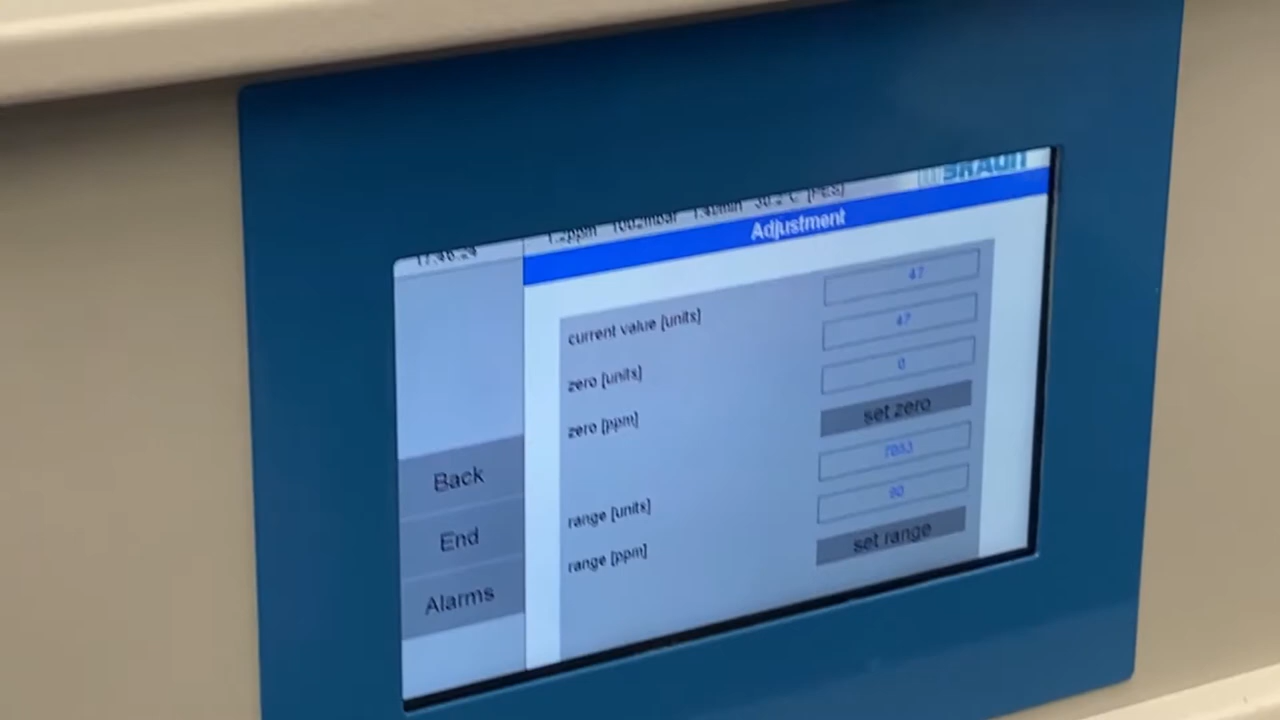 Adjustment
current value [units]
47
zero [units]
47
zero [ppm]
0
set zero
range [units]
range [ppm]
90
set range
Back
End
Alarms